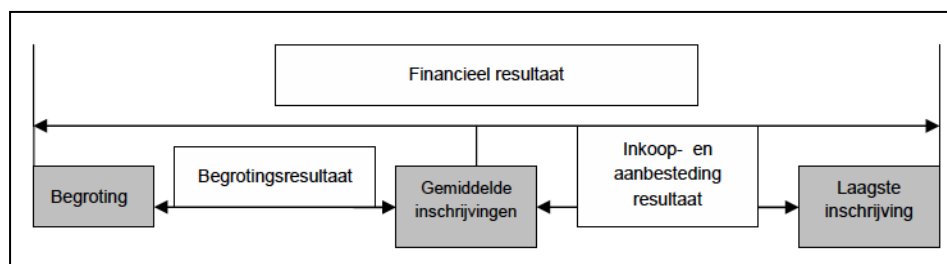 Financieel resultaat
Begroting
Begrotingsresultaat
Gemiddelde
inschrijvingen
Inkoop- en
aanbesteding
resultaat
Laagste
inschrijving